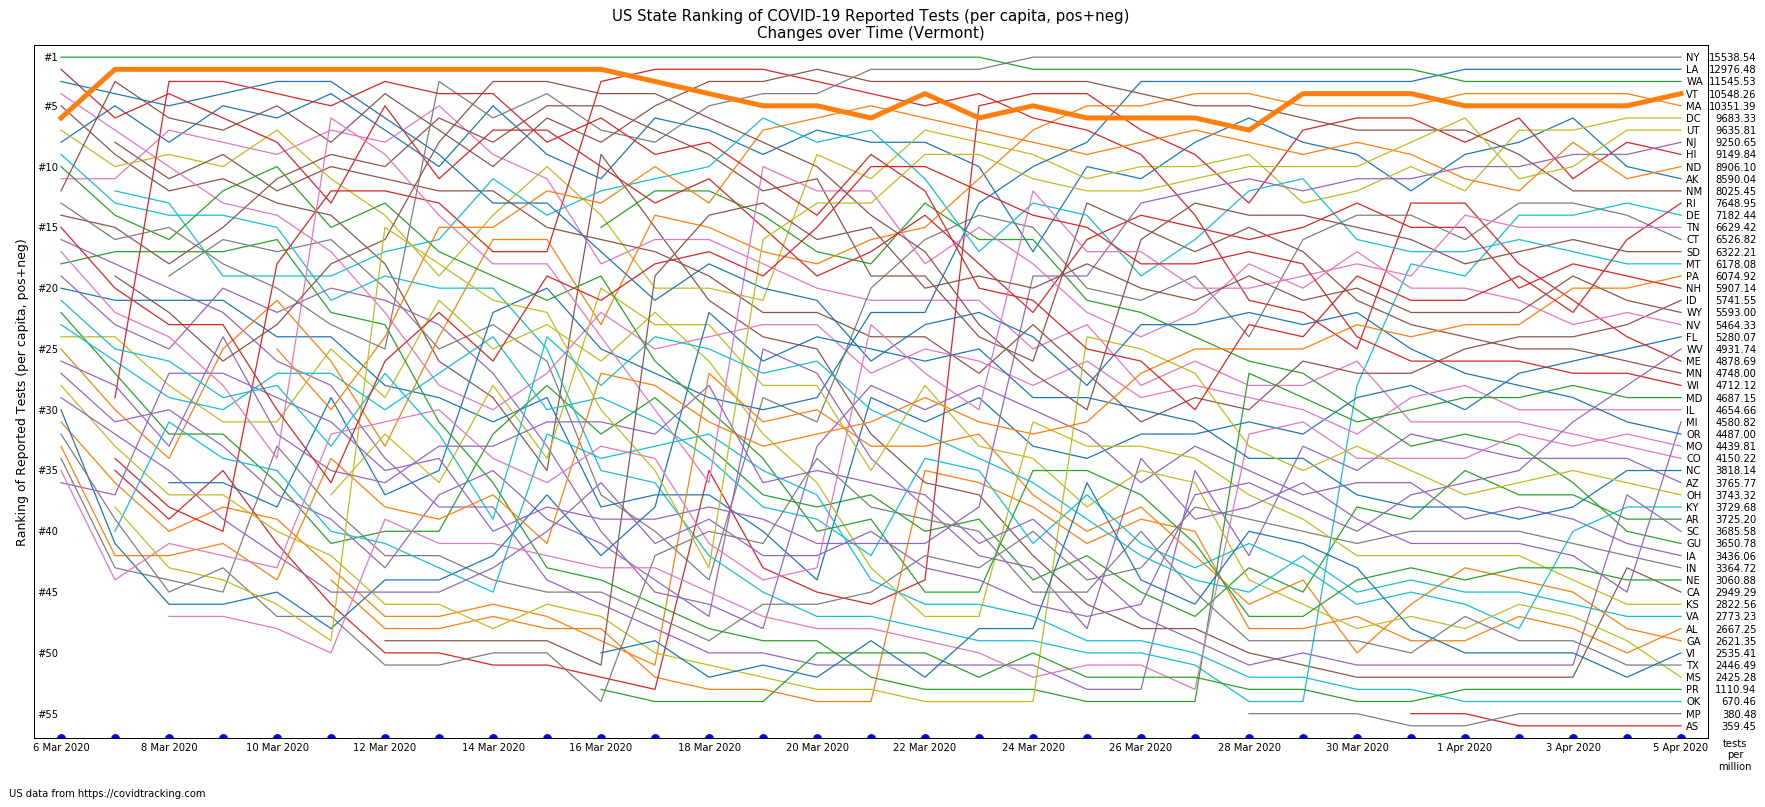 US State Ranking of COVID-19 Reported Tests (per capita, pos+neg)
Changes over Time (Vermont)
Ranking of Reported Tests (per capita, pos+neg)
#1
#5
#10
#15
#20
#25
#30
#35
#40
#45
#50
#55
NY 15538.54
LA 12976.48
WA 11545.53
VT 10548.26
MA 10351.39
DC 9683.33
UT 9635.81
NJ 9250.65
HI 9149.84
ND 8906.10
AK 8590.04
NM 8025.45
RI 7648.95
DE 7182.44
TN 6629.42
CT 6526.82
SD 6322.21
MT 6178.08
PA 6074.92
NH 5907.14
ID 5741.55
WY 5593.00
NV 5464.33
FL 5280.07
WV 4931.74
ME 4878.69
MN 4748.00
WI 4712.12
MD 4687.15
IL 4654.66
MI 4580.82
OR 4487.00
MO 4439.81
CO 4150.22
NC 3818.14
AZ 3765.77
OH 3743.32
KY 3729.68
AR 3725.20
SC 3685.58
GU 3650.78
IA 3436.06
IN 3364.72
NE 3060.88
CA 2949.29
KS 2822.56
VA 2773.23
AL 2667.25
GA 2621.35
VI 2535.41
TX 2446.49
MS 2425.28
PR 1110.94
OK 670.46
MP 380.48
AS 359.45
6 Mar 2020 8 Mar 2020 10 Mar 2020 12 Mar 2020 14 Mar 2020 16 Mar 2020 18 Mar 2020 20 Mar 2020 22 Mar 2020 24 Mar 2020 26 Mar 2020 28 Mar 2020 30 Mar 2020 1 Apr 2020 3 Apr 2020 5 Apr 2020
tests
per
million
US data from https://covidtracking.com